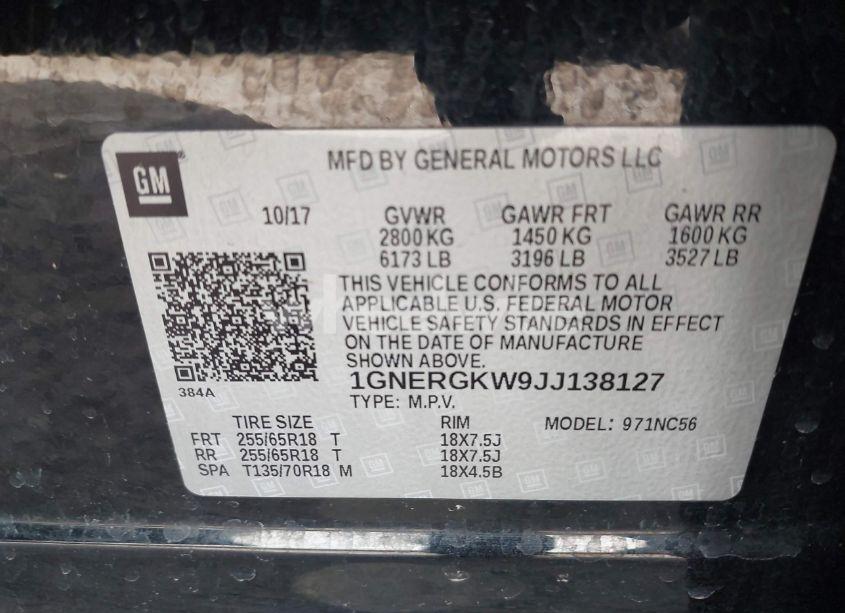 GM
MFD BY GENERAL MOTORS LLC
10/17 GVWR GAWR FRT GAWR RR
2800 KG 1450 KG 1600 KG
6173 LB 3196 LB 3527 LB
THIS VEHICLE CONFORMS TO ALL
APPLICABLE U.S. FEDERAL MOTOR
VEHICLE SAFETY STANDARDS IN EFFECT
ON THE DATE OF MANUFACTURE
SHOWN ABOVE.
384A
1GNERGKW9JJ138127
TYPE: M.P.V.
TIRE SIZE RIM MODEL: 971NC56
FRT 255/65R18 T 18X7.5J
RR 255/65R18 T 18X7.5J
SPA T135/70R18 M 18X4.5B